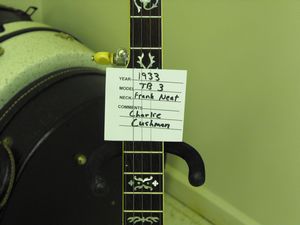 YEAR 1933
MODEL TB 3
NECK Frank Neat
COMMENTS
Charlie
Cushman